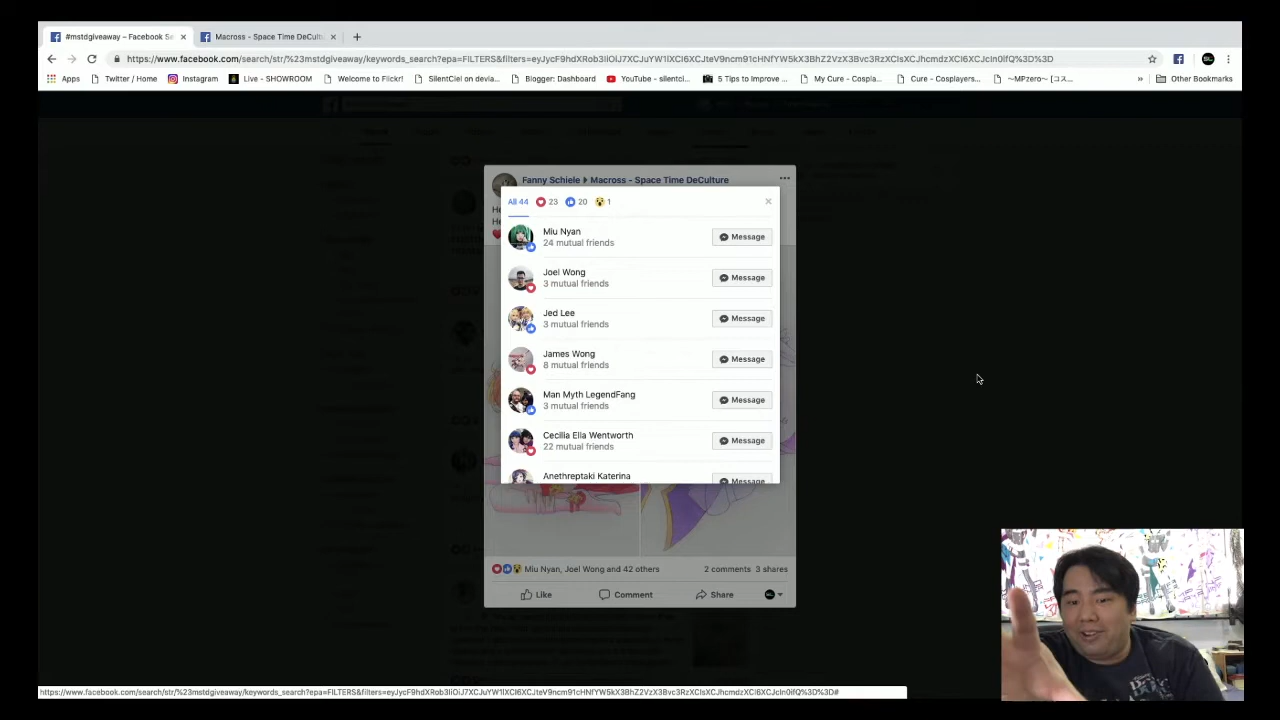 #mstdgiveaway – Facebook Se
Macross - Space Time DeCultu
https://www.facebook.com/search/str/%23mstdgiveaway/keywords_search?epa=FILTERS&filters=
Apps
Twitter / Home
Instagram
Live - SHOWROOM
Welcome to Flickr!
SilentCiel on devia...
Blogger: Dashboard
YouTube - silentci...
5 Tips to Improve ...
My Cure - Cospla...
Cure - Cosplayers...
～MPzero～ [コス...
»
Other Bookmarks
Fanny Schiele ▸ Macross - Space Time DeCulture
All 44 23 20 1
Miu Nyan
24 mutual friends
Message
Joel Wong
3 mutual friends
Message
Jed Lee
3 mutual friends
Message
James Wong
8 mutual friends
Message
Man Myth LegendFang
3 mutual friends
Message
Cecilia Ella Wentworth
22 mutual friends
Message
Anethreptaki Katerina
Message
Miu Nyan, Joel Wong and 42 others
2 comments 3 shares
Like
Comment
Share
https://www.facebook.com/search/str/%23mstdgiveaway/keywords_search?epa=FILTERS&filters=